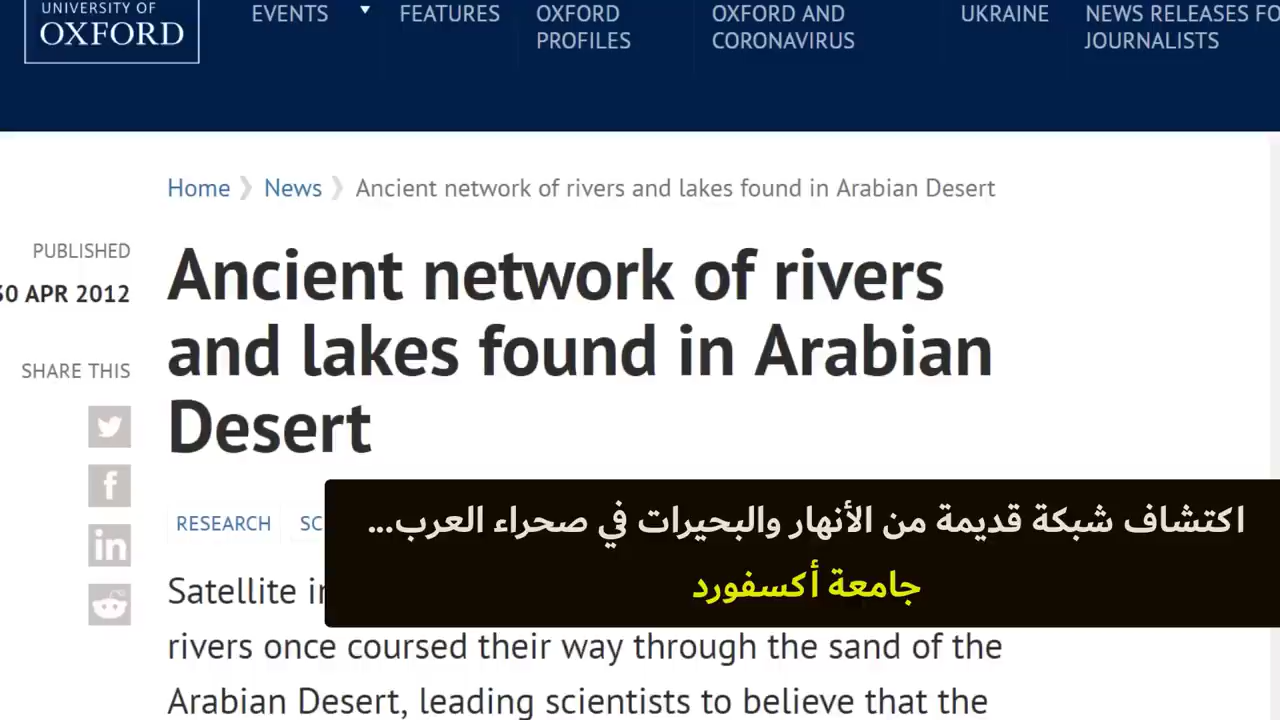 UNIVERSITY OF
OXFORD
EVENTS
FEATURES
OXFORD
PROFILES
OXFORD AND
CORONAVIRUS
UKRAINE
NEWS RELEASES FO
JOURNALISTS
Home
News
Ancient network of rivers and lakes found in Arabian Desert
PUBLISHED
30 APR 2012
SHARE THIS
Ancient network of rivers
and lakes found in Arabian
Desert
RESEARCH
SC
اكتشاف شبكة قديمة من الأنهار والبحيرات في صحراء العرب...
جامعة أكسفورد
Satellite
rivers once coursed their way through the sand of the
Arabian Desert, leading scientists to believe that the